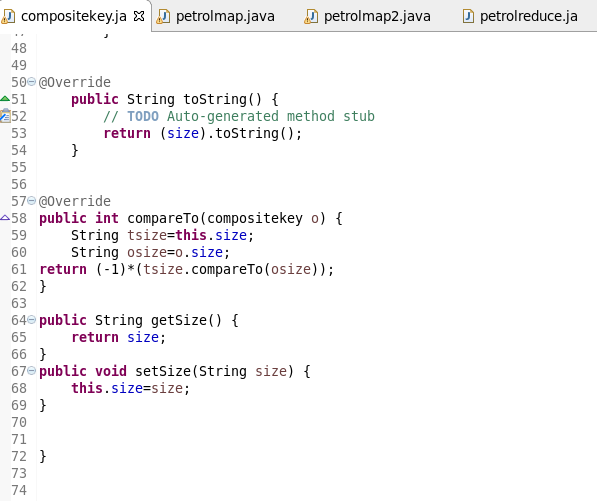 compositekey.ja petrolmap.java petrolmap2.java petrolreduce.ja
48
49
50 @Override
51 public String toString() {
52 // TODO Auto-generated method stub
53 return (size).toString();
54 }
55
56
57 @Override
58 public int compareTo(compositekey o) {
59 String tsize=this.size;
60 String osize=o.size;
61 return (-1)*(tsize.compareTo(osize));
62 }
63
64 public String getSize() {
65 return size;
66 }
67 public void setSize(String size) {
68 this.size=size;
69 }
70
71
72 }
73
74